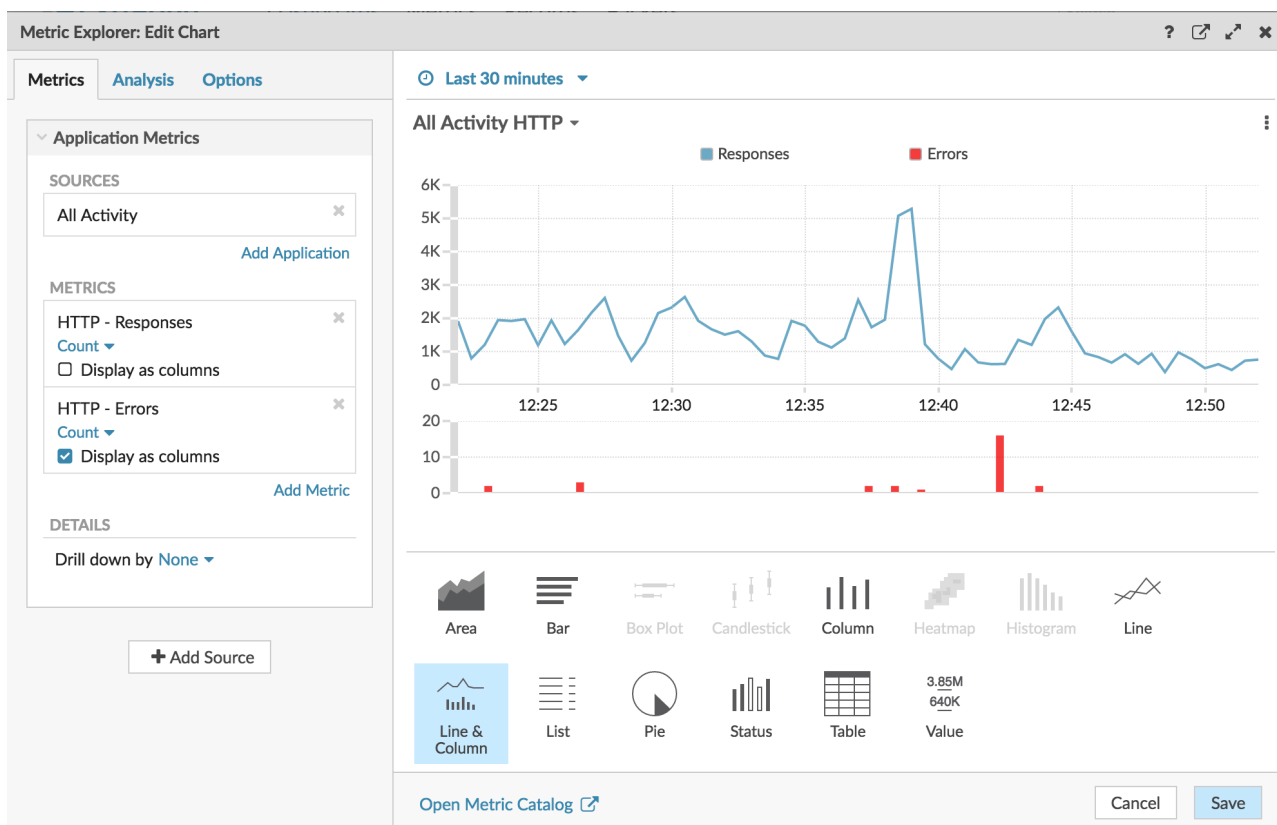 Metric Explorer: Edit Chart
?
Metrics Analysis Options
Last 30 minutes
Application Metrics
SOURCES
All Activity
Add Application
METRICS
HTTP - Responses
Count
Display as columns
HTTP - Errors
Count
Display as columns
Add Metric
DETAILS
Drill down by None
Add Source
All Activity HTTP
Responses Errors
6K
5K
4K
3K
2K
1K
0
12:25 12:30 12:35 12:40 12:45 12:50
20
10
0
Area Bar Box Plot Candlestick Column Heatmap Histogram Line
3.85M
640K
Line & Column List Pie Status Table Value
Open Metric Catalog
Cancel Save